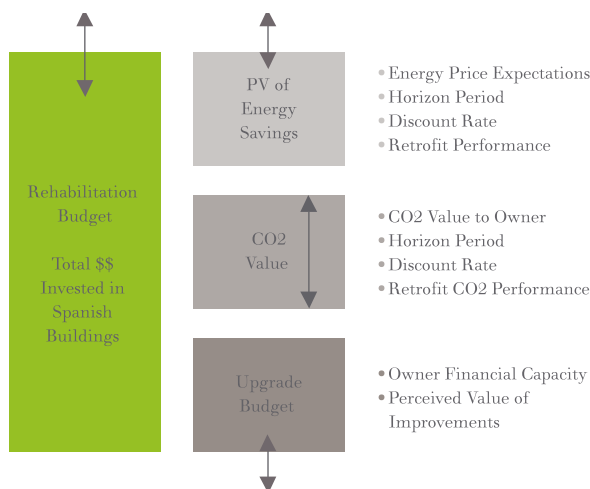 Rehabilitation
Budget
Total $$
Invested in
Spanish
Buildings
PV of
Energy
Savings
• Energy Price Expectations
• Horizon Period
• Discount Rate
• Retrofit Performance
CO2
Value
• CO2 Value to Owner
• Horizon Period
• Discount Rate
• Retrofit CO2 Performance
Upgrade
Budget
• Owner Financial Capacity
• Perceived Value of
Improvements